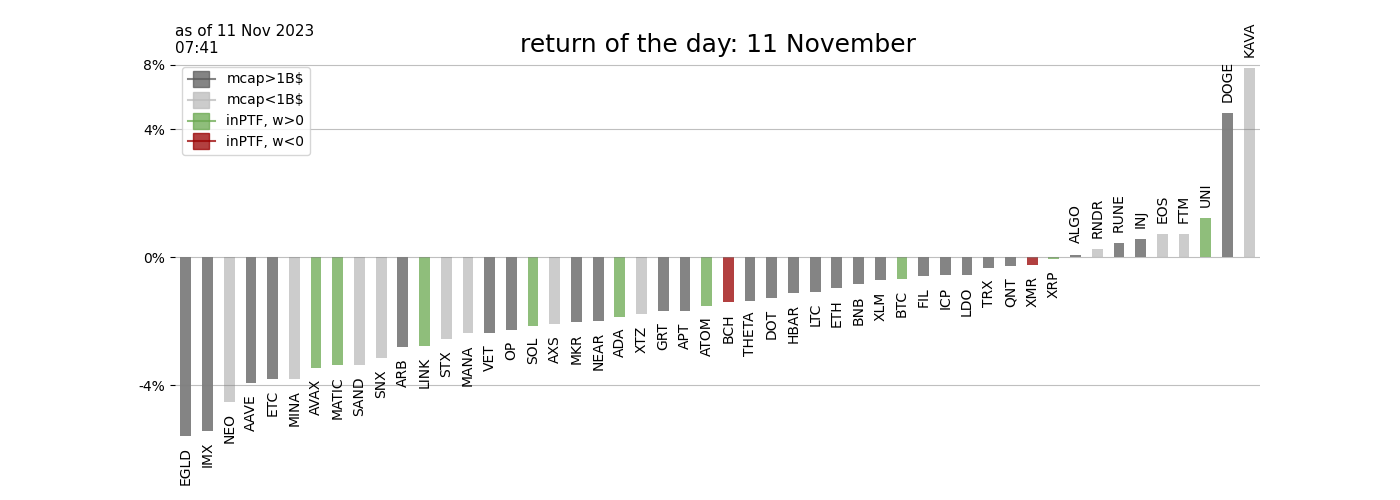 as of 11 Nov 2023
07:41
return of the day: 11 November
8%
4%
0%
-4%
mcap>1B$
mcap<1B$
inPTF, w>0
inPTF, w<0
EGLD
IMX
NEO
AAVE
ETC
MINA
AVAX
MATIC
SAND
SNX
ARB
LINK
STX
MANA
VET
OP
SOL
AXS
MKR
NEAR
ADA
XTZ
GRT
APT
ATOM
BCH
THETA
DOT
HBAR
LTC
ETH
BNB
XLM
BTC
FIL
ICP
LDO
TRX
QNT
XMR
XRP
ALGO
RNDR
RUNE
INJ
EOS
FTM
UNI
DOGE
KAVA